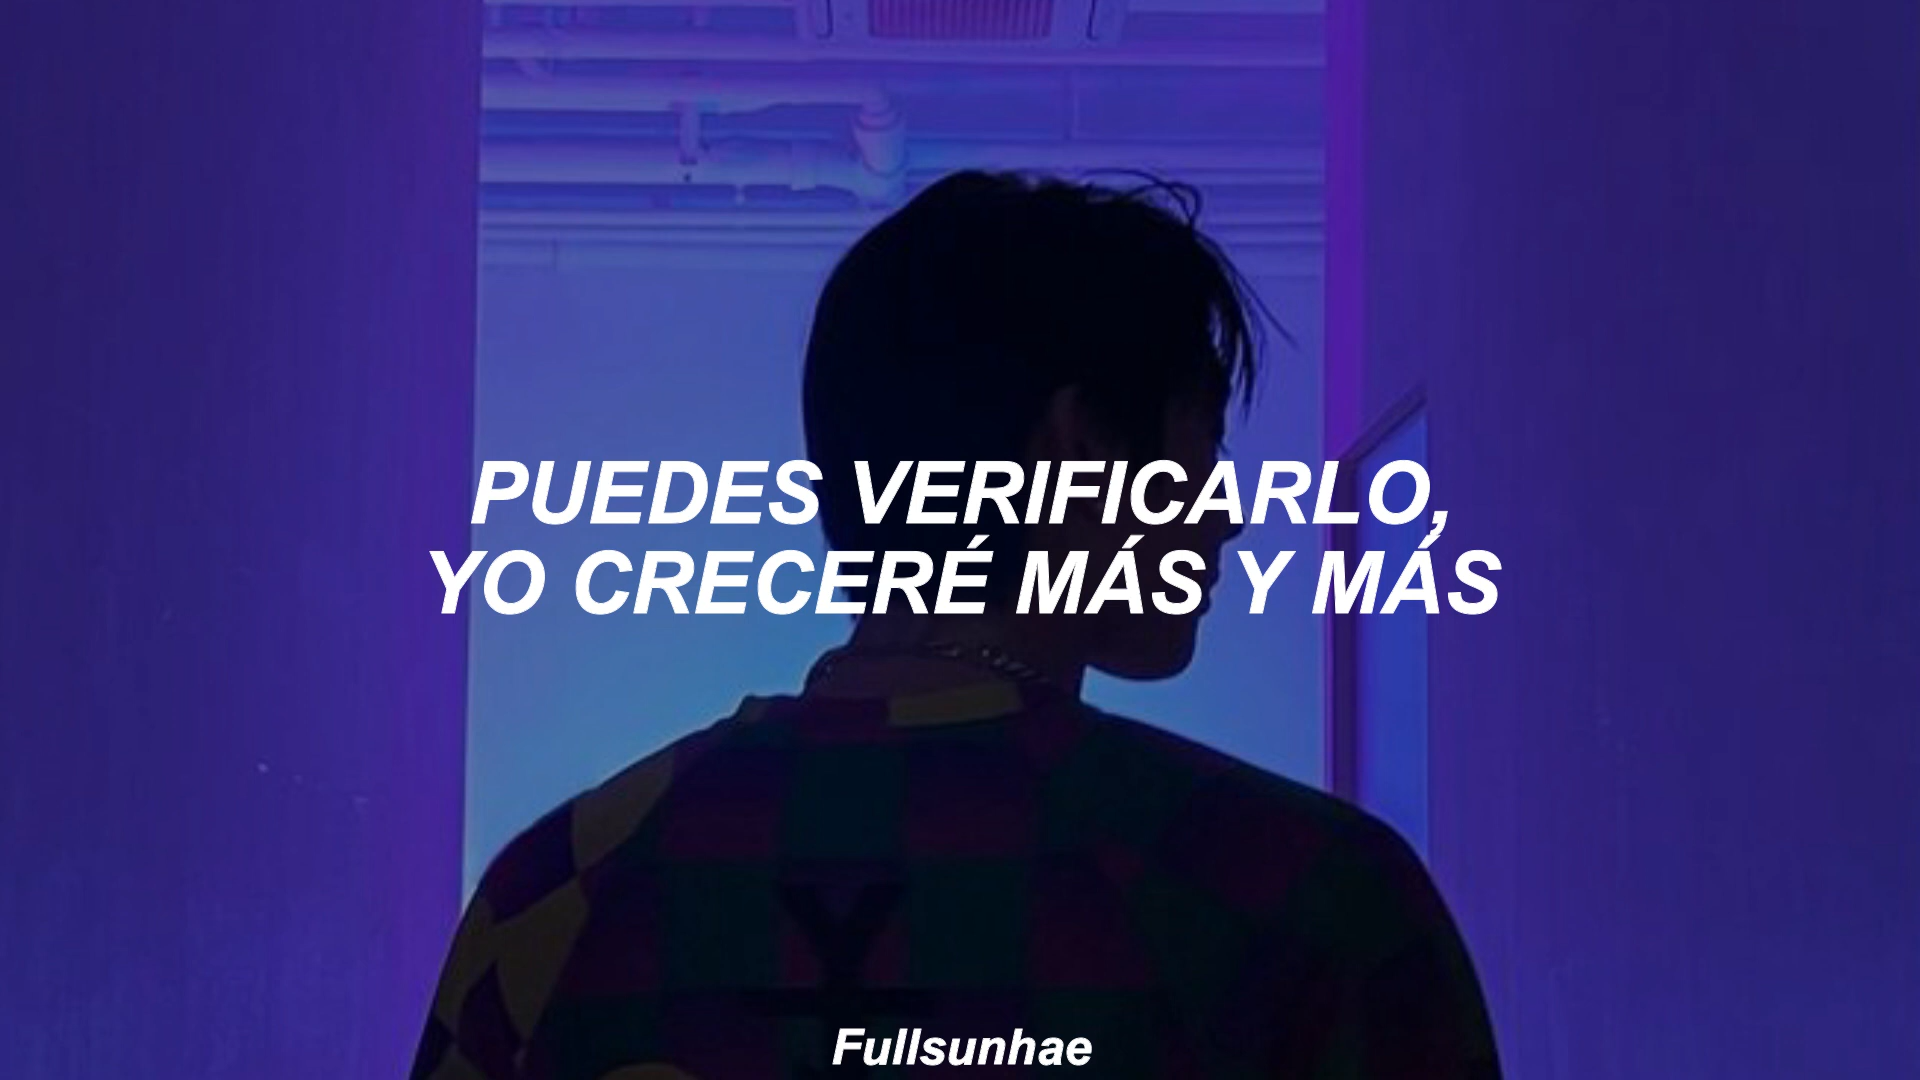 PUEDES VERIFICARLO,
YO CRECERÉ MÁS Y MÁS
Y
Fullsunhae